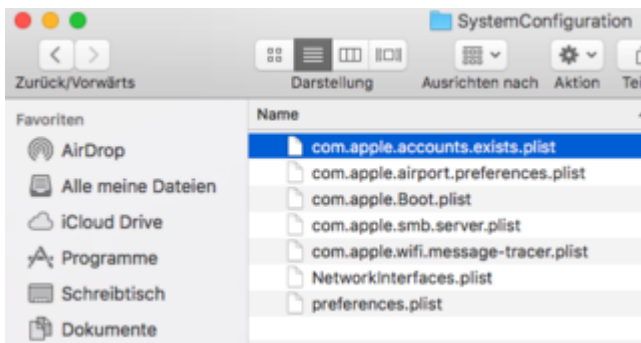 SystemConfiguration
Zurück/Vorwärts
Darstellung
Ausrichten nach
Aktion
Favoriten
AirDrop
Alle meine Dateien
iCloud Drive
Programme
Schreibtisch
Dokumente
Name
com.apple.accounts.exists.plist
com.apple.airport.preferences.plist
com.apple.Boot.plist
com.apple.smb.server.plist
com.apple.wifi.message-tracer.plist
NetworkInterfaces.plist
preferences.plist